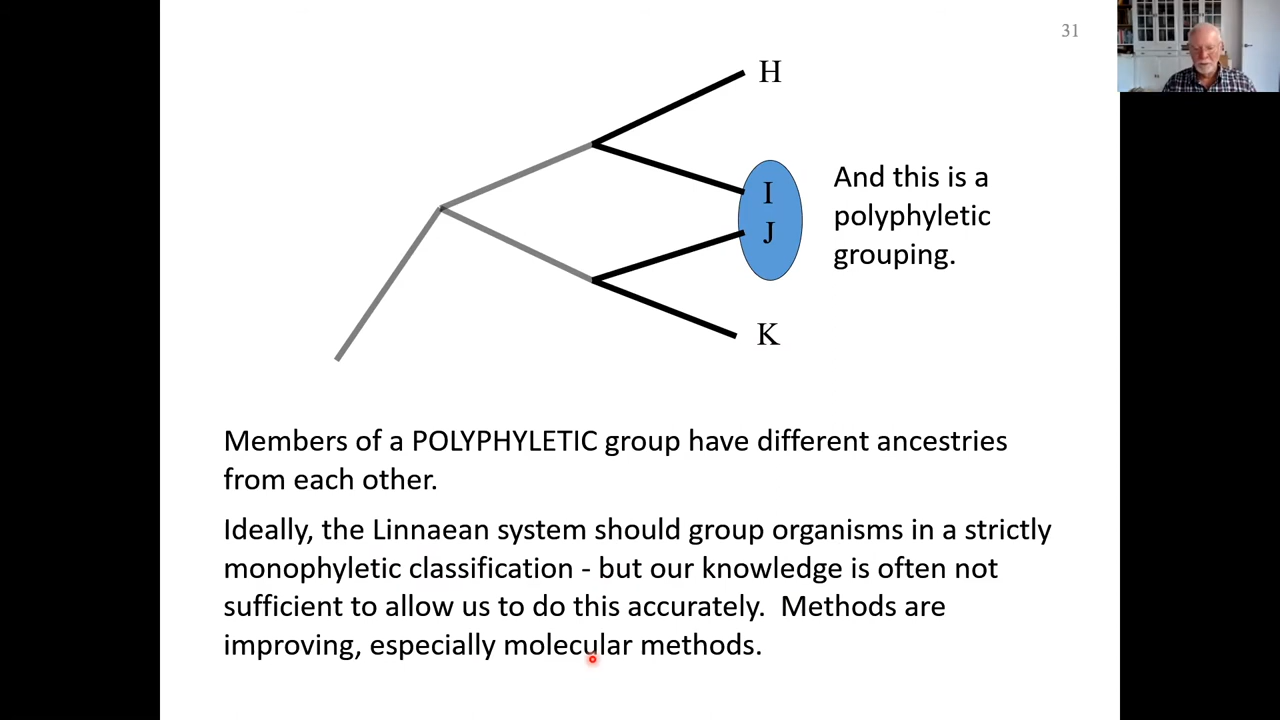 31
H
I
J
K
And this is a
polyphyletic
grouping.
Members of a POLYPHYLETIC group have different ancestries
from each other.
Ideally, the Linnaean system should group organisms in a strictly
monophyletic classification - but our knowledge is often not
sufficient to allow us to do this accurately.  Methods are
improving, especially molecular methods.